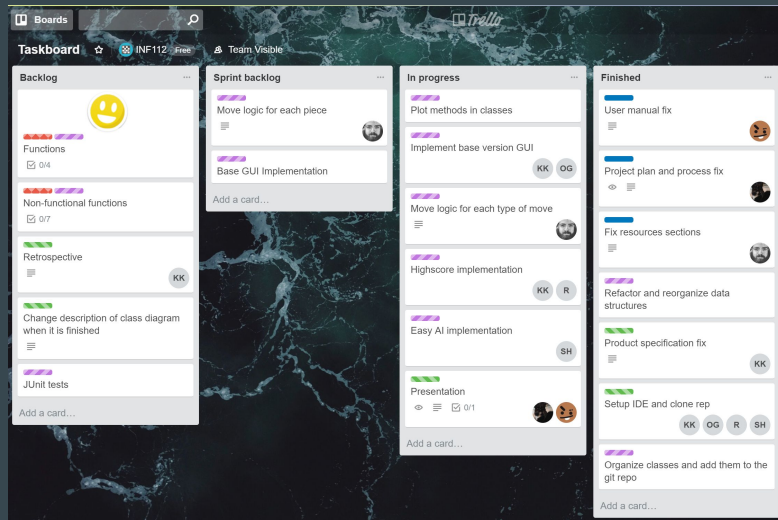 Boards
Trello
Taskboard
INF112 Free
Team Visible
Backlog
Functions
0/4
Non-functional functions
0/7
Retrospective
KK
Change description of class diagram
when it is finished
JUnit tests
Add a card…
Sprint backlog
Move logic for each piece
Base GUI Implementation
Add a card…
In progress
Plot methods in classes
Implement base version GUI
KK OG
Move logic for each type of move
Highscore implementation
KK R
Easy AI implementation
SH
Presentation
0/1
Add a card…
Finished
User manual fix
Project plan and process fix
Fix resources sections
Refactor and reorganize data
structures
Product specification fix
KK
Setup IDE and clone rep
KK OG R SH
Organize classes and add them to the
git repo
Add a card…